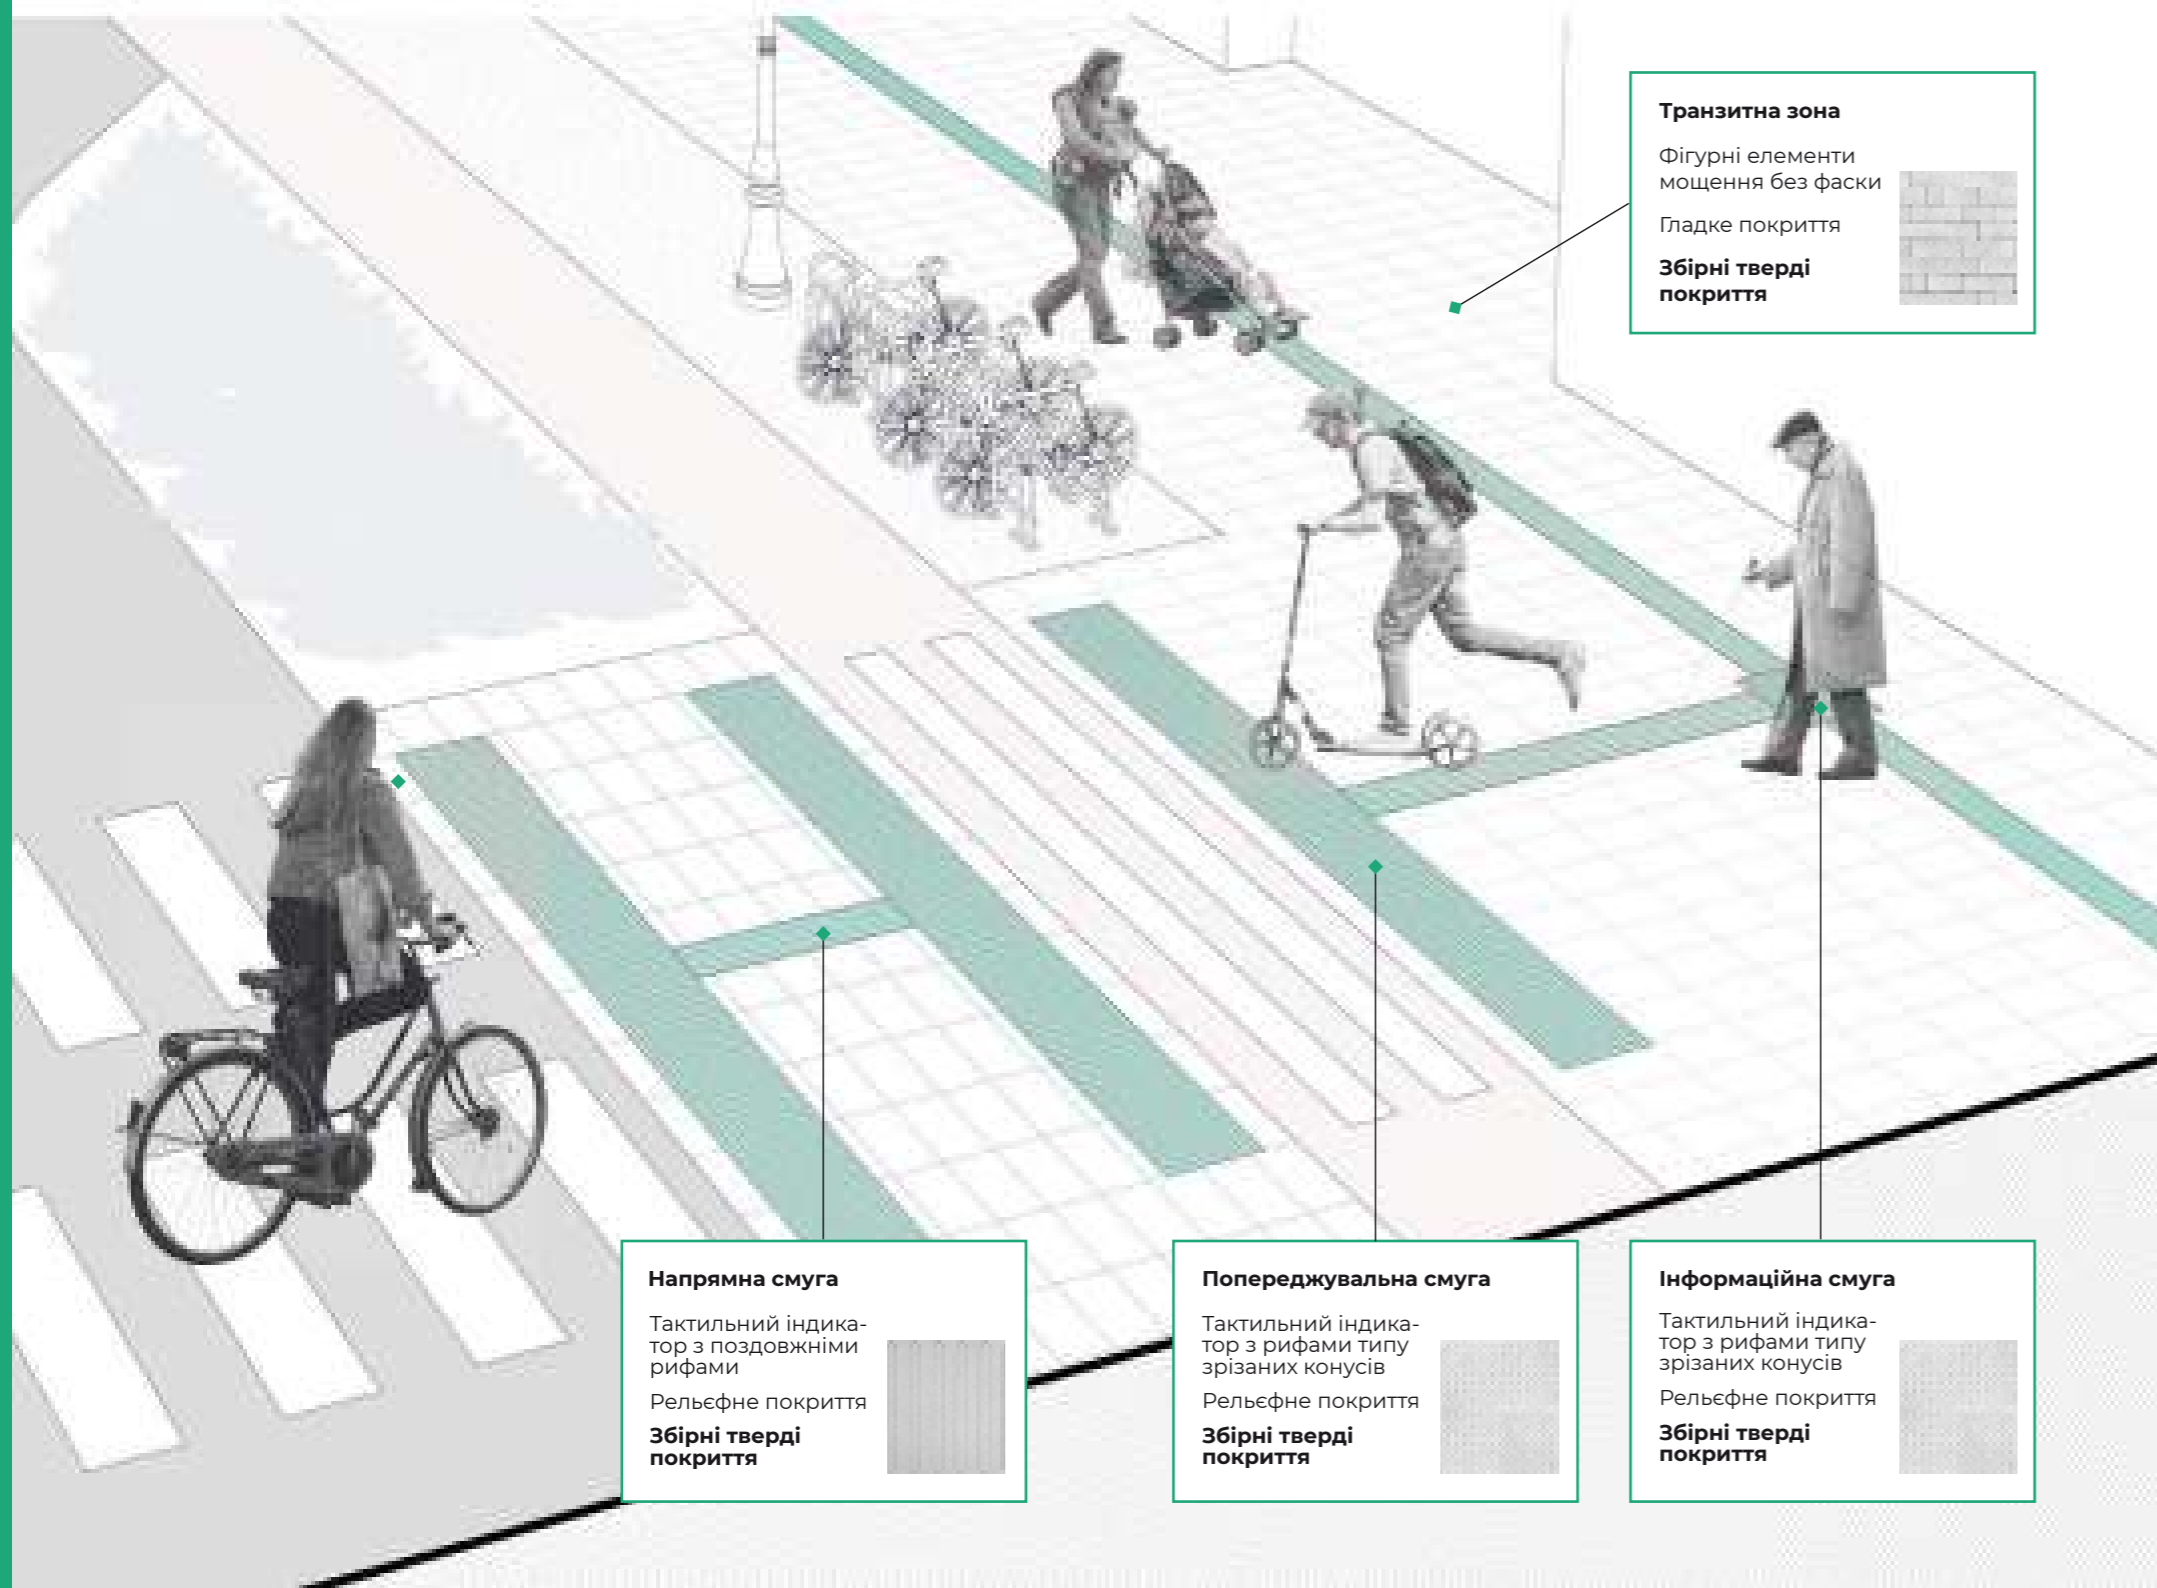 Транзитна зона
Фігурні елементи
мощення без фаски
Гладке покриття
Збірні тверді
покриття
Напрямна смуга
Тактильний індика-
тор з поздовжніми
рифами
Рельєфне покриття
Збірні тверді
покриття
Попереджувальна смуга
Тактильний індика-
тор з рифами типу
зрізаних конусів
Рельєфне покриття
Збірні тверді
покриття
Інформаційна смуга
Тактильний індика-
тор з рифами типу
зрізаних конусів
Рельєфне покриття
Збірні тверді
покриття